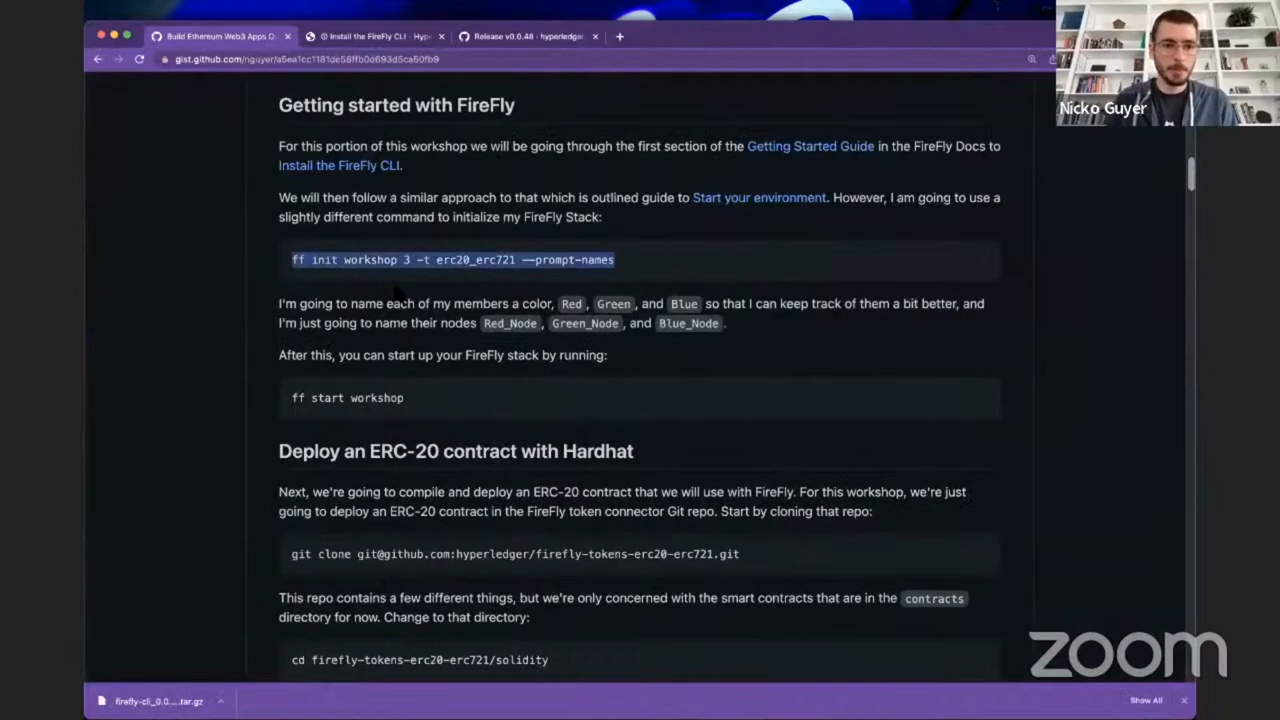 Build Ethereum Web3 Apps
Install the FireFly CLI - Hype
Release v0.0.48 · hyperledger
gist.github.com/nguyer/
Nicko Guyer
Getting started with FireFly
For this portion of this workshop we will be going through the first section of the Getting Started Guide in the FireFly Docs to
Install the FireFly CLI.
We will then follow a similar approach to that which is outlined guide to Start your environment. However, I am going to use a
slightly different command to initialize my FireFly Stack:
ff init workshop 3 -t erc20_erc721 --prompt-names
I'm going to name each of my members a color, Red , Green , and Blue so that I can keep track of them a bit better, and
I'm just going to name their nodes Red_Node , Green_Node , and Blue_Node .
After this, you can start up your FireFly stack by running:
ff start workshop
Deploy an ERC-20 contract with Hardhat
Next, we're going to compile and deploy an ERC-20 contract that we will use with FireFly. For this workshop, we're just
going to deploy an ERC-20 contract in the FireFly token connector Git repo. Start by cloning that repo:
git clone git@github.com:hyperledger/firefly-tokens-erc20-erc721.git
This repo contains a few different things, but we're only concerned with the smart contracts that are in the contracts
directory for now. Change to that directory:
cd firefly-tokens-erc20-erc721/solidity
zoom
firefly-cli_0.0....tar.gz
Show All